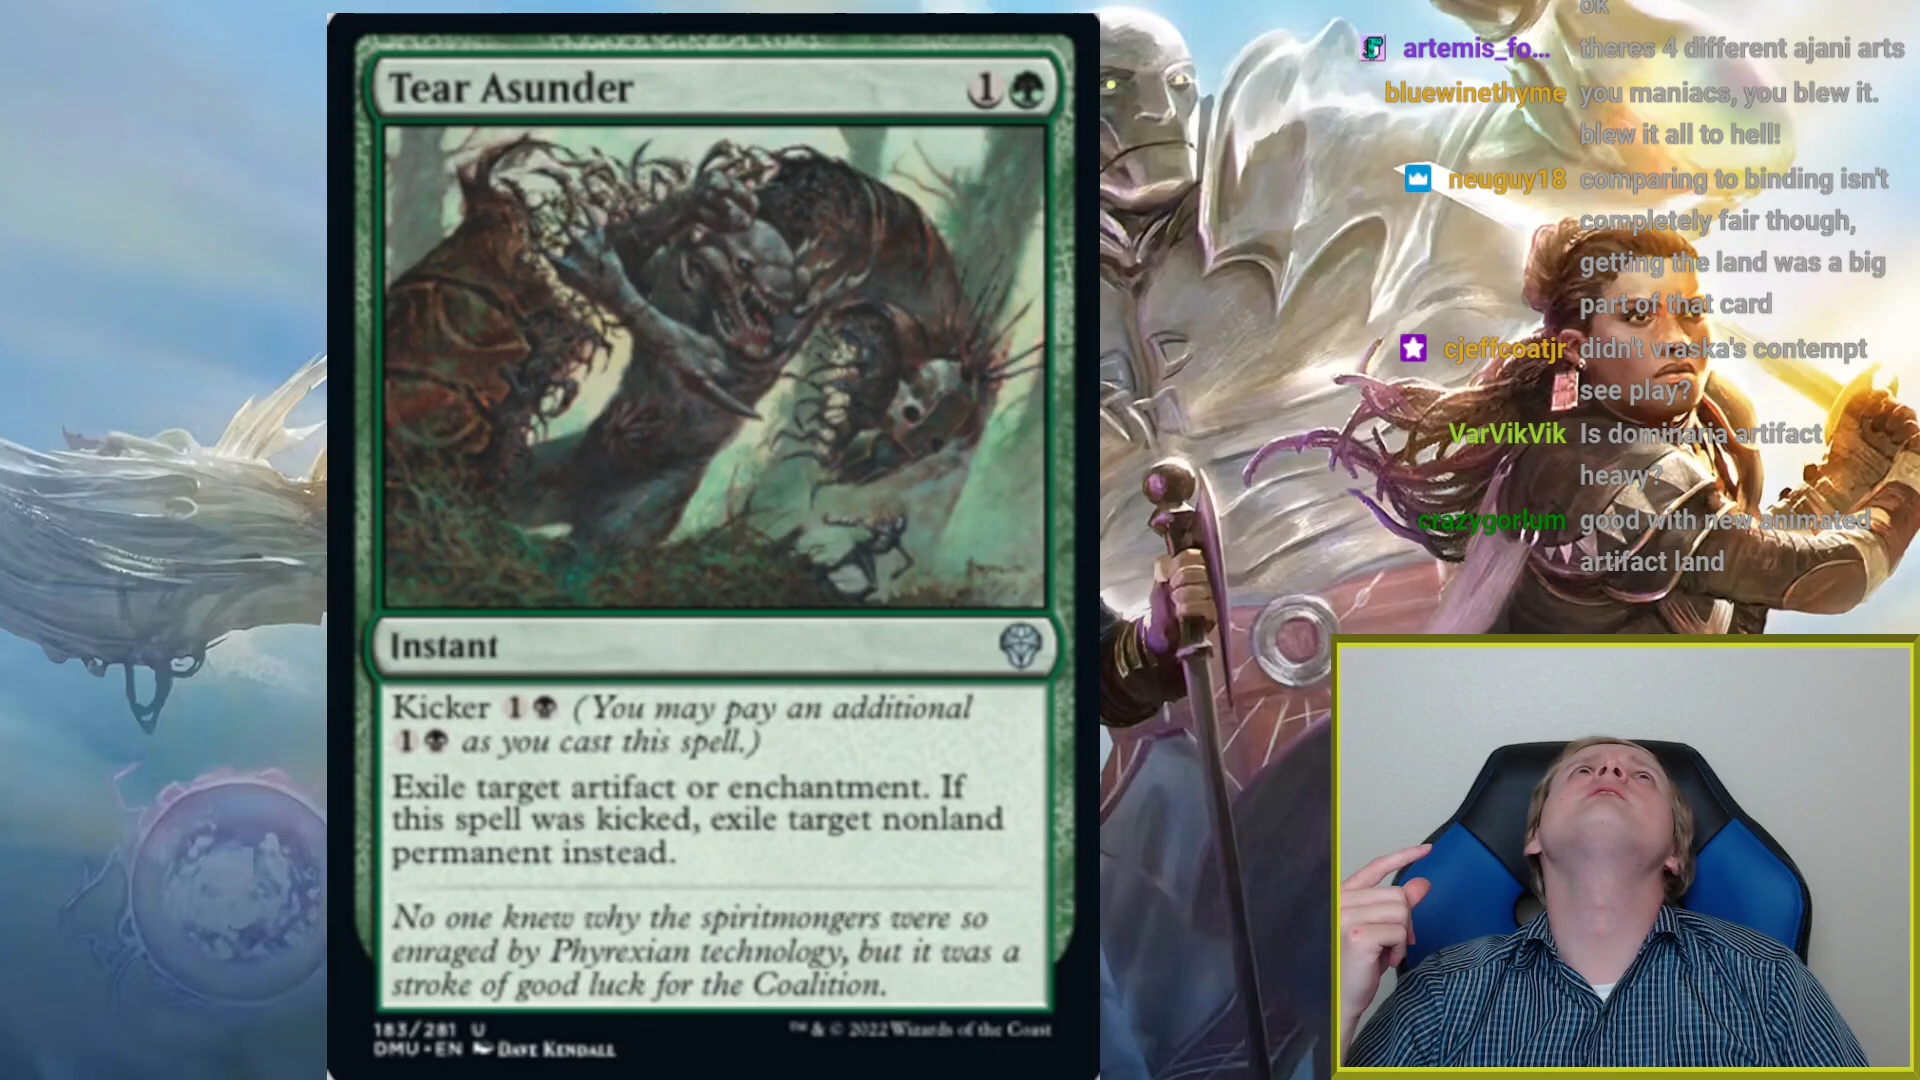 Tear Asunder 1
Instant
Kicker 1 (You may pay an additional
1 as you cast this spell.)
Exile target artifact or enchantment. If
this spell was kicked, exile target nonland
permanent instead.
No one knew why the spiritmongers were so
enraged by Phyrexian technology, but it was a
stroke of good luck for the Coalition.
183/281 U
™ & © 2022 Wizards of the Coast
DMU • EN DAVE KENDALL
ok
artemis_fo... theres 4 different ajani arts
bluewinethyme you maniacs, you blew it.
blew it all to hell!
neuguy18 comparing to binding isn't
completely fair though,
getting the land was a big
part of that card
cjeffcoatjr didn't vraska's contempt
see play?
VarVikVik Is dominaria artifact
heavy?
crazygorlum good with new animated
artifact land